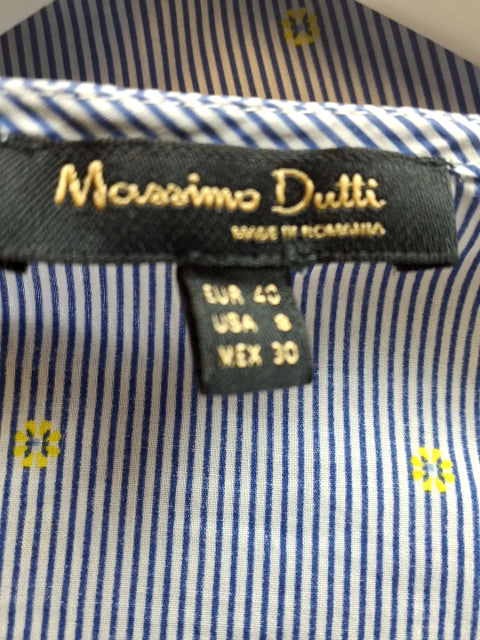 Massimo Dutti
MADE IN ROMANIA
EUR 40
USA 8
MEX 30